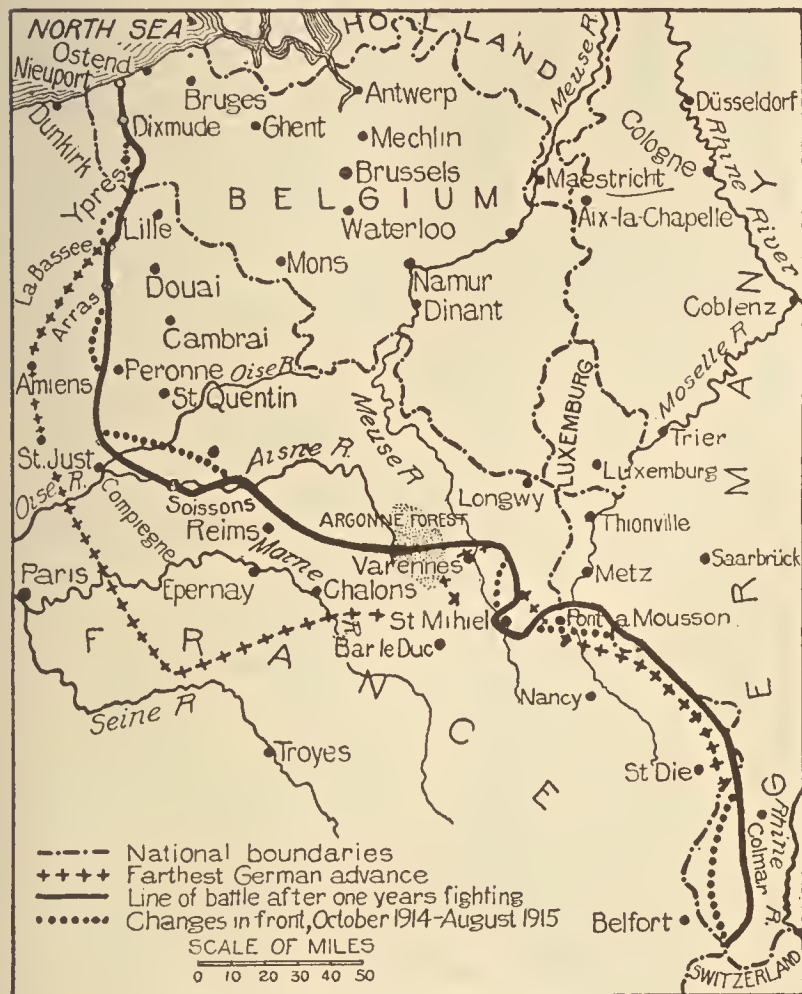 NORTH SEA
HOLLAND
Meuse R.
Ostend
Nieuport
Bruges
Antwerp
Düsseldorf
Dunkirk
Dixmude
Ghent
Mechlin
Cologne
Rhine River
Ypres
Brussels
Maestricht
BELGIUM
Aix-la-Chapelle
Lille
Waterloo
La Bassee
Mons
Namur
Douai
Dinant
Coblenz
Arras
Cambrai
Moselle R
Amiens
Peronne
Oise R.
LUXEMBURG
St. Quentin
Meuse R
Trier
St. Just
Aisne R.
Luxemburg
Oise R.
Compiegne
Soissons
Longwy
Reims
ARGONNE FOREST
Thionville
Marne
R
Varennes
Saarbrück
Paris
Epernay
Chalons
Metz
St Mihiel
Pont a Mousson
FRANCE
Bar le Duc
GERMANY
Nancy
Seine R
Troyes
St Die
Rhine R.
Colmar
National boundaries
Farthest German advance
Line of battle after one years fighting
Changes in front, October 1914-August 1915
Belfort
SCALE OF MILES
0 10 20 30 40 50
SWITZERLAND